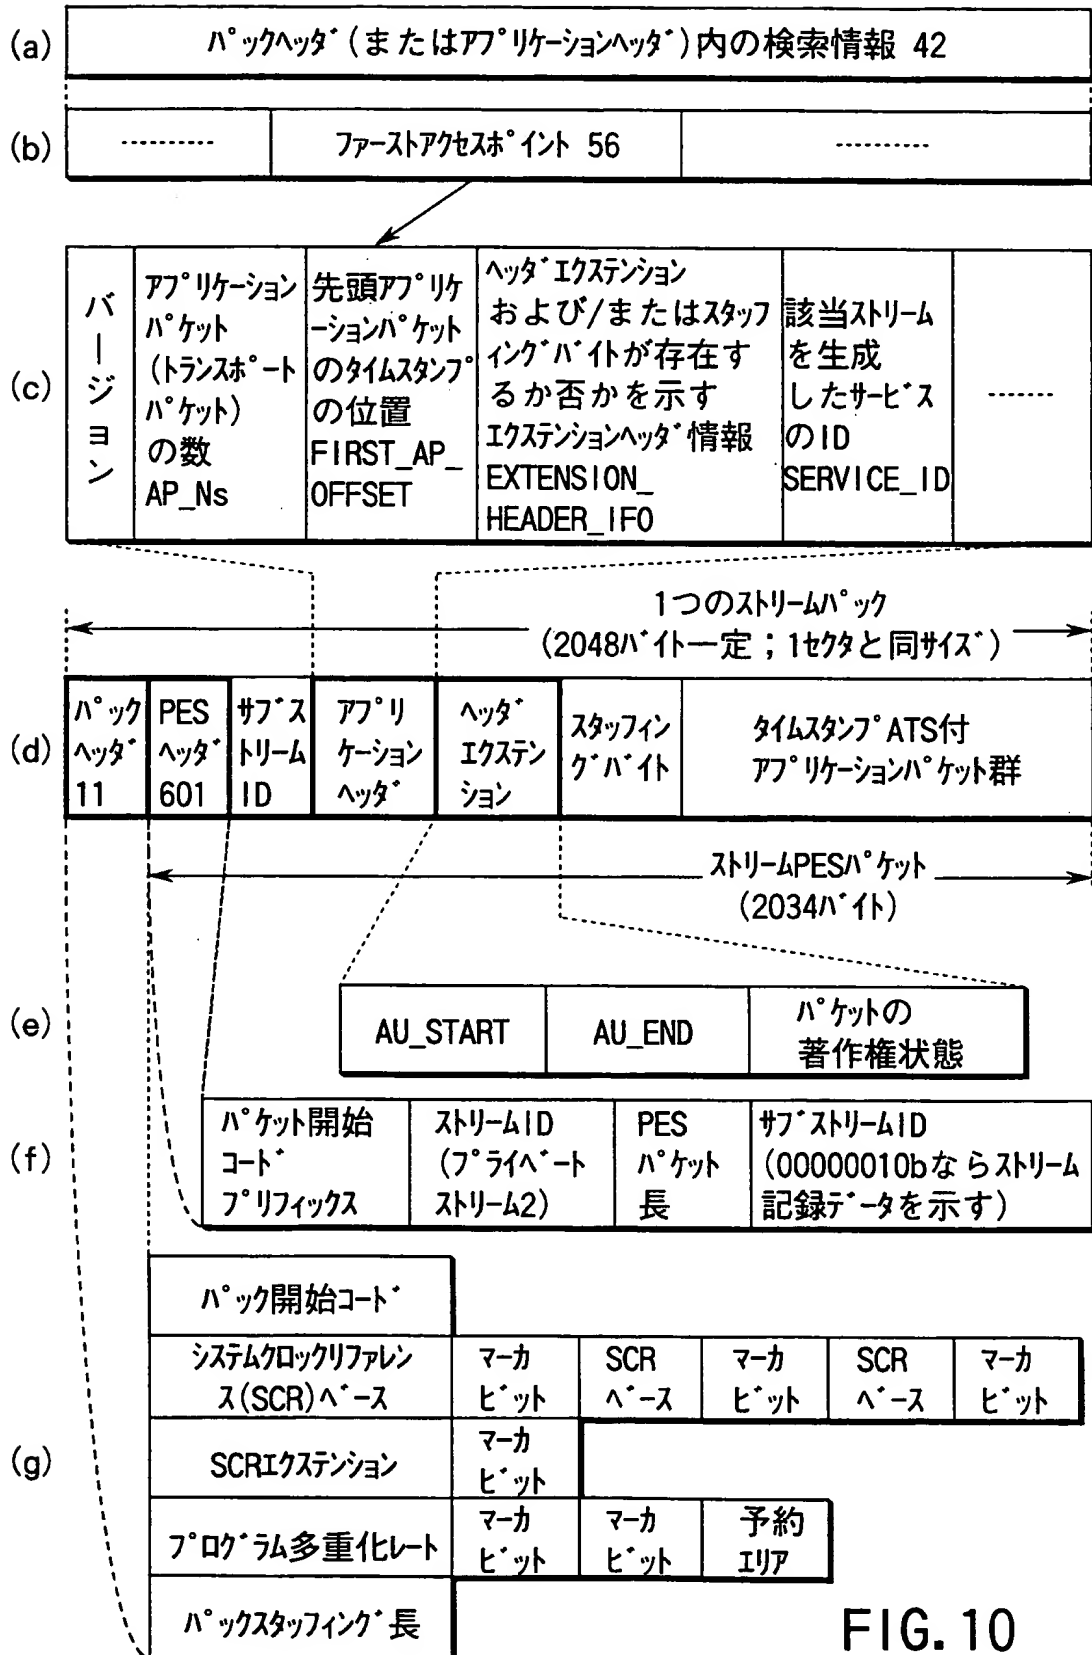 (a) パックヘッダ(またはアプリケーションヘッダ)内の検索情報 42
(b) --------- ファーストアクセスポイント 56 ---------
(c)
バージョン
アプリケーション
パケット
(トランスポート
パケット)
の数
AP_Ns
先頭アプリケ
ーションパケット
のタイムスタンプ
の位置
FIRST_AP_
OFFSET
ヘッダエクステンション
および/またはスタッフ
ィングバイトが存在す
るか否かを示す
エクステンションヘッダ情報
EXTENSION_
HEADER_IFO
該当ストリーム
を生成
したサービス
のID
SERVICE_ID
-------
1つのストリームパック
(2048バイト一定;1セクタと同サイズ)
(d)
パック
ヘッダ
11
PES
ヘッダ
601
サブス
トリーム
ID
アプリ
ケーション
ヘッダ
ヘッダ
エクステン
ション
スタッフィン
グバイト
タイムスタンプATS付
アプリケーションパケット群
ストリームPESパケット
(2034バイト)
(e)
AU_START
AU_END
パケットの
著作権状態
(f)
パケット開始
コード
プリフィックス
ストリームID
(プライベート
ストリーム2)
PES
パケット
長
サブストリームID
(00000010bならストリーム
記録データを示す)
(g)
パック開始コード
システムクロックリファレン
ス(SCR)ベース
マーカ
ビット
SCR
ベース
マーカ
ビット
SCR
ベース
マーカ
ビット
SCRエクステンション
マーカ
ビット
プログラム多重化レート
マーカ
ビット
マーカ
ビット
予約
エリア
パックスタッフィング長
FIG.10